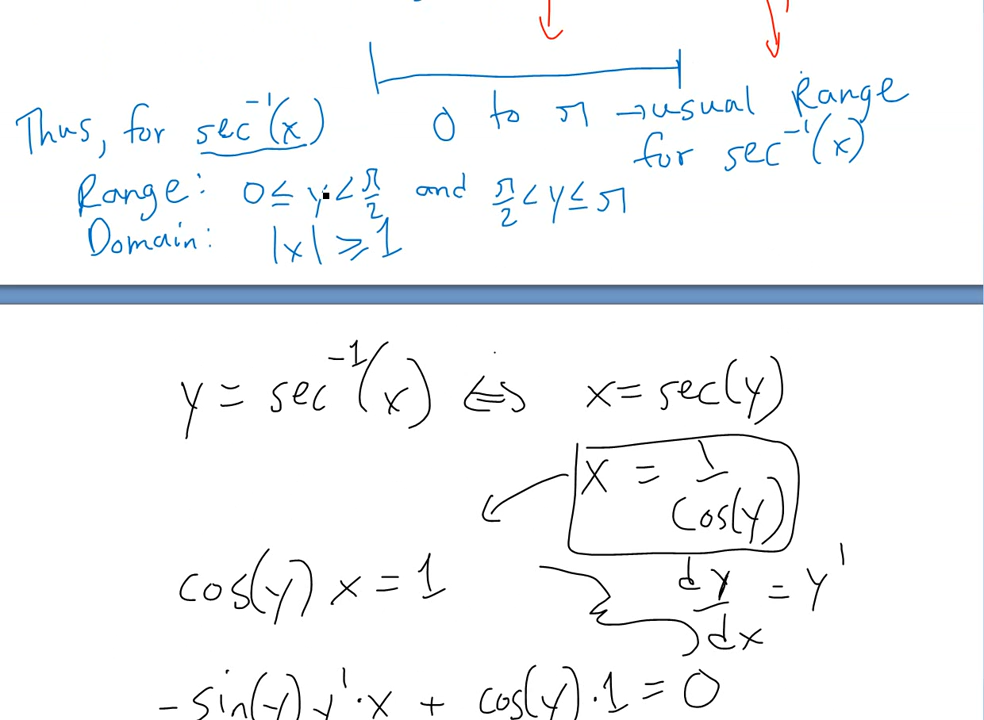 Thus, for sec⁻¹(x)
0 to π → usual Range
for sec⁻¹(x)
Range: 0 ≤ y < π/2 and π/2 < y ≤ π
Domain: |x| ≥ 1
y = sec⁻¹(x) ⇔ x = sec(y)
x = 1/cos(y)
cos(y) x = 1
dy/dx = y'
-sin(y) y'·x + cos(y)·1 = 0